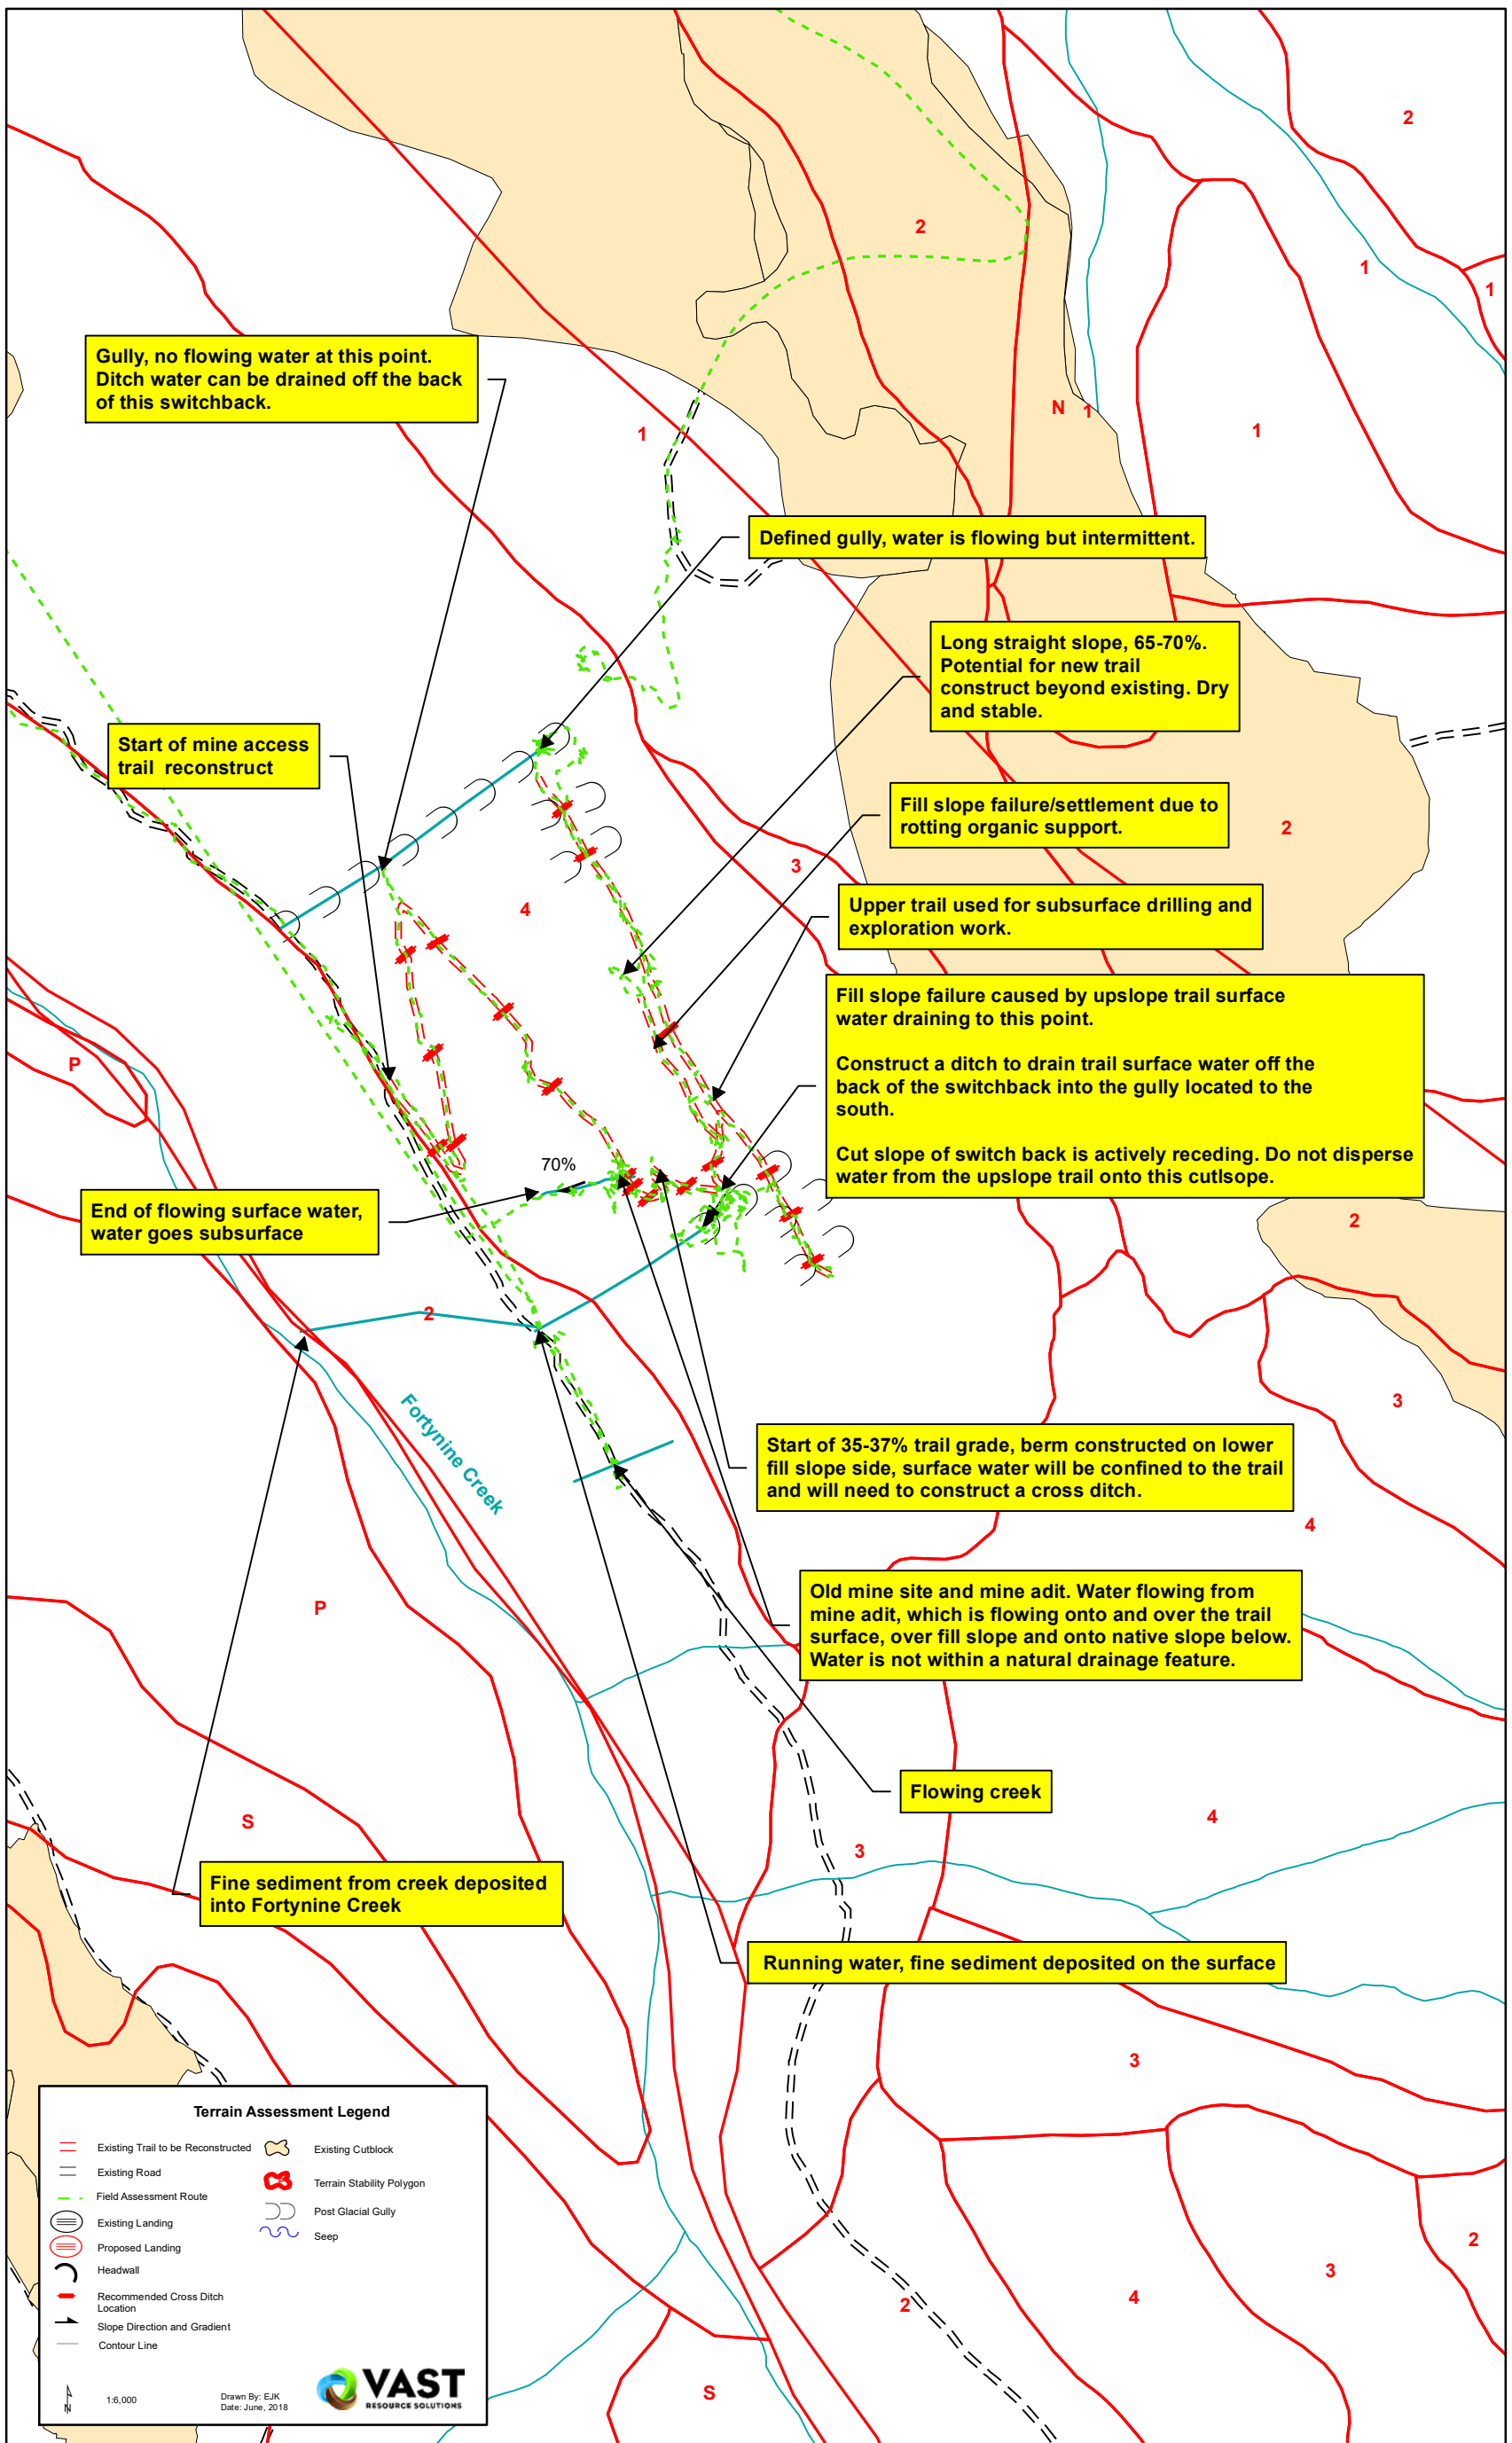 2
2
1
1
Gully, no flowing water at this point.
Ditch water can be drained off the back
of this switchback.
N
1
1
1
Defined gully, water is flowing but intermittent.
Long straight slope, 65-70%.
Potential for new trail
construct beyond existing. Dry
and stable.
Start of mine access
trail reconstruct
Fill slope failure/settlement due to
rotting organic support.
2
3
4
Upper trail used for subsurface drilling and
exploration work.
Fill slope failure caused by upslope trail surface
water draining to this point.
Construct a ditch to drain trail surface water off the
back of the switchback into the gully located to the
south.
Cut slope of switch back is actively receding. Do not disperse
water from the upslope trail onto this cutlsope.
P
70%
End of flowing surface water,
water goes subsurface
2
2
Fortynine Creek
3
Start of 35-37% trail grade, berm constructed on lower
fill slope side, surface water will be confined to the trail
and will need to construct a cross ditch.
4
P
Old mine site and mine adit. Water flowing from
mine adit, which is flowing onto and over the trail
surface, over fill slope and onto native slope below.
Water is not within a natural drainage feature.
Flowing creek
S
4
3
Fine sediment from creek deposited
into Fortynine Creek
Running water, fine sediment deposited on the surface
3
2
3
4
2
S
Terrain Assessment Legend
Existing Trail to be Reconstructed
Existing Road
Field Assessment Route
Existing Landing
Proposed Landing
Headwall
Recommended Cross Ditch
Location
Slope Direction and Gradient
Contour Line
Existing Cutblock
Terrain Stability Polygon
Post Glacial Gully
Seep
N
1:6,000
Drawn By: EJK
Date: June, 2018
VAST
RESOURCE SOLUTIONS